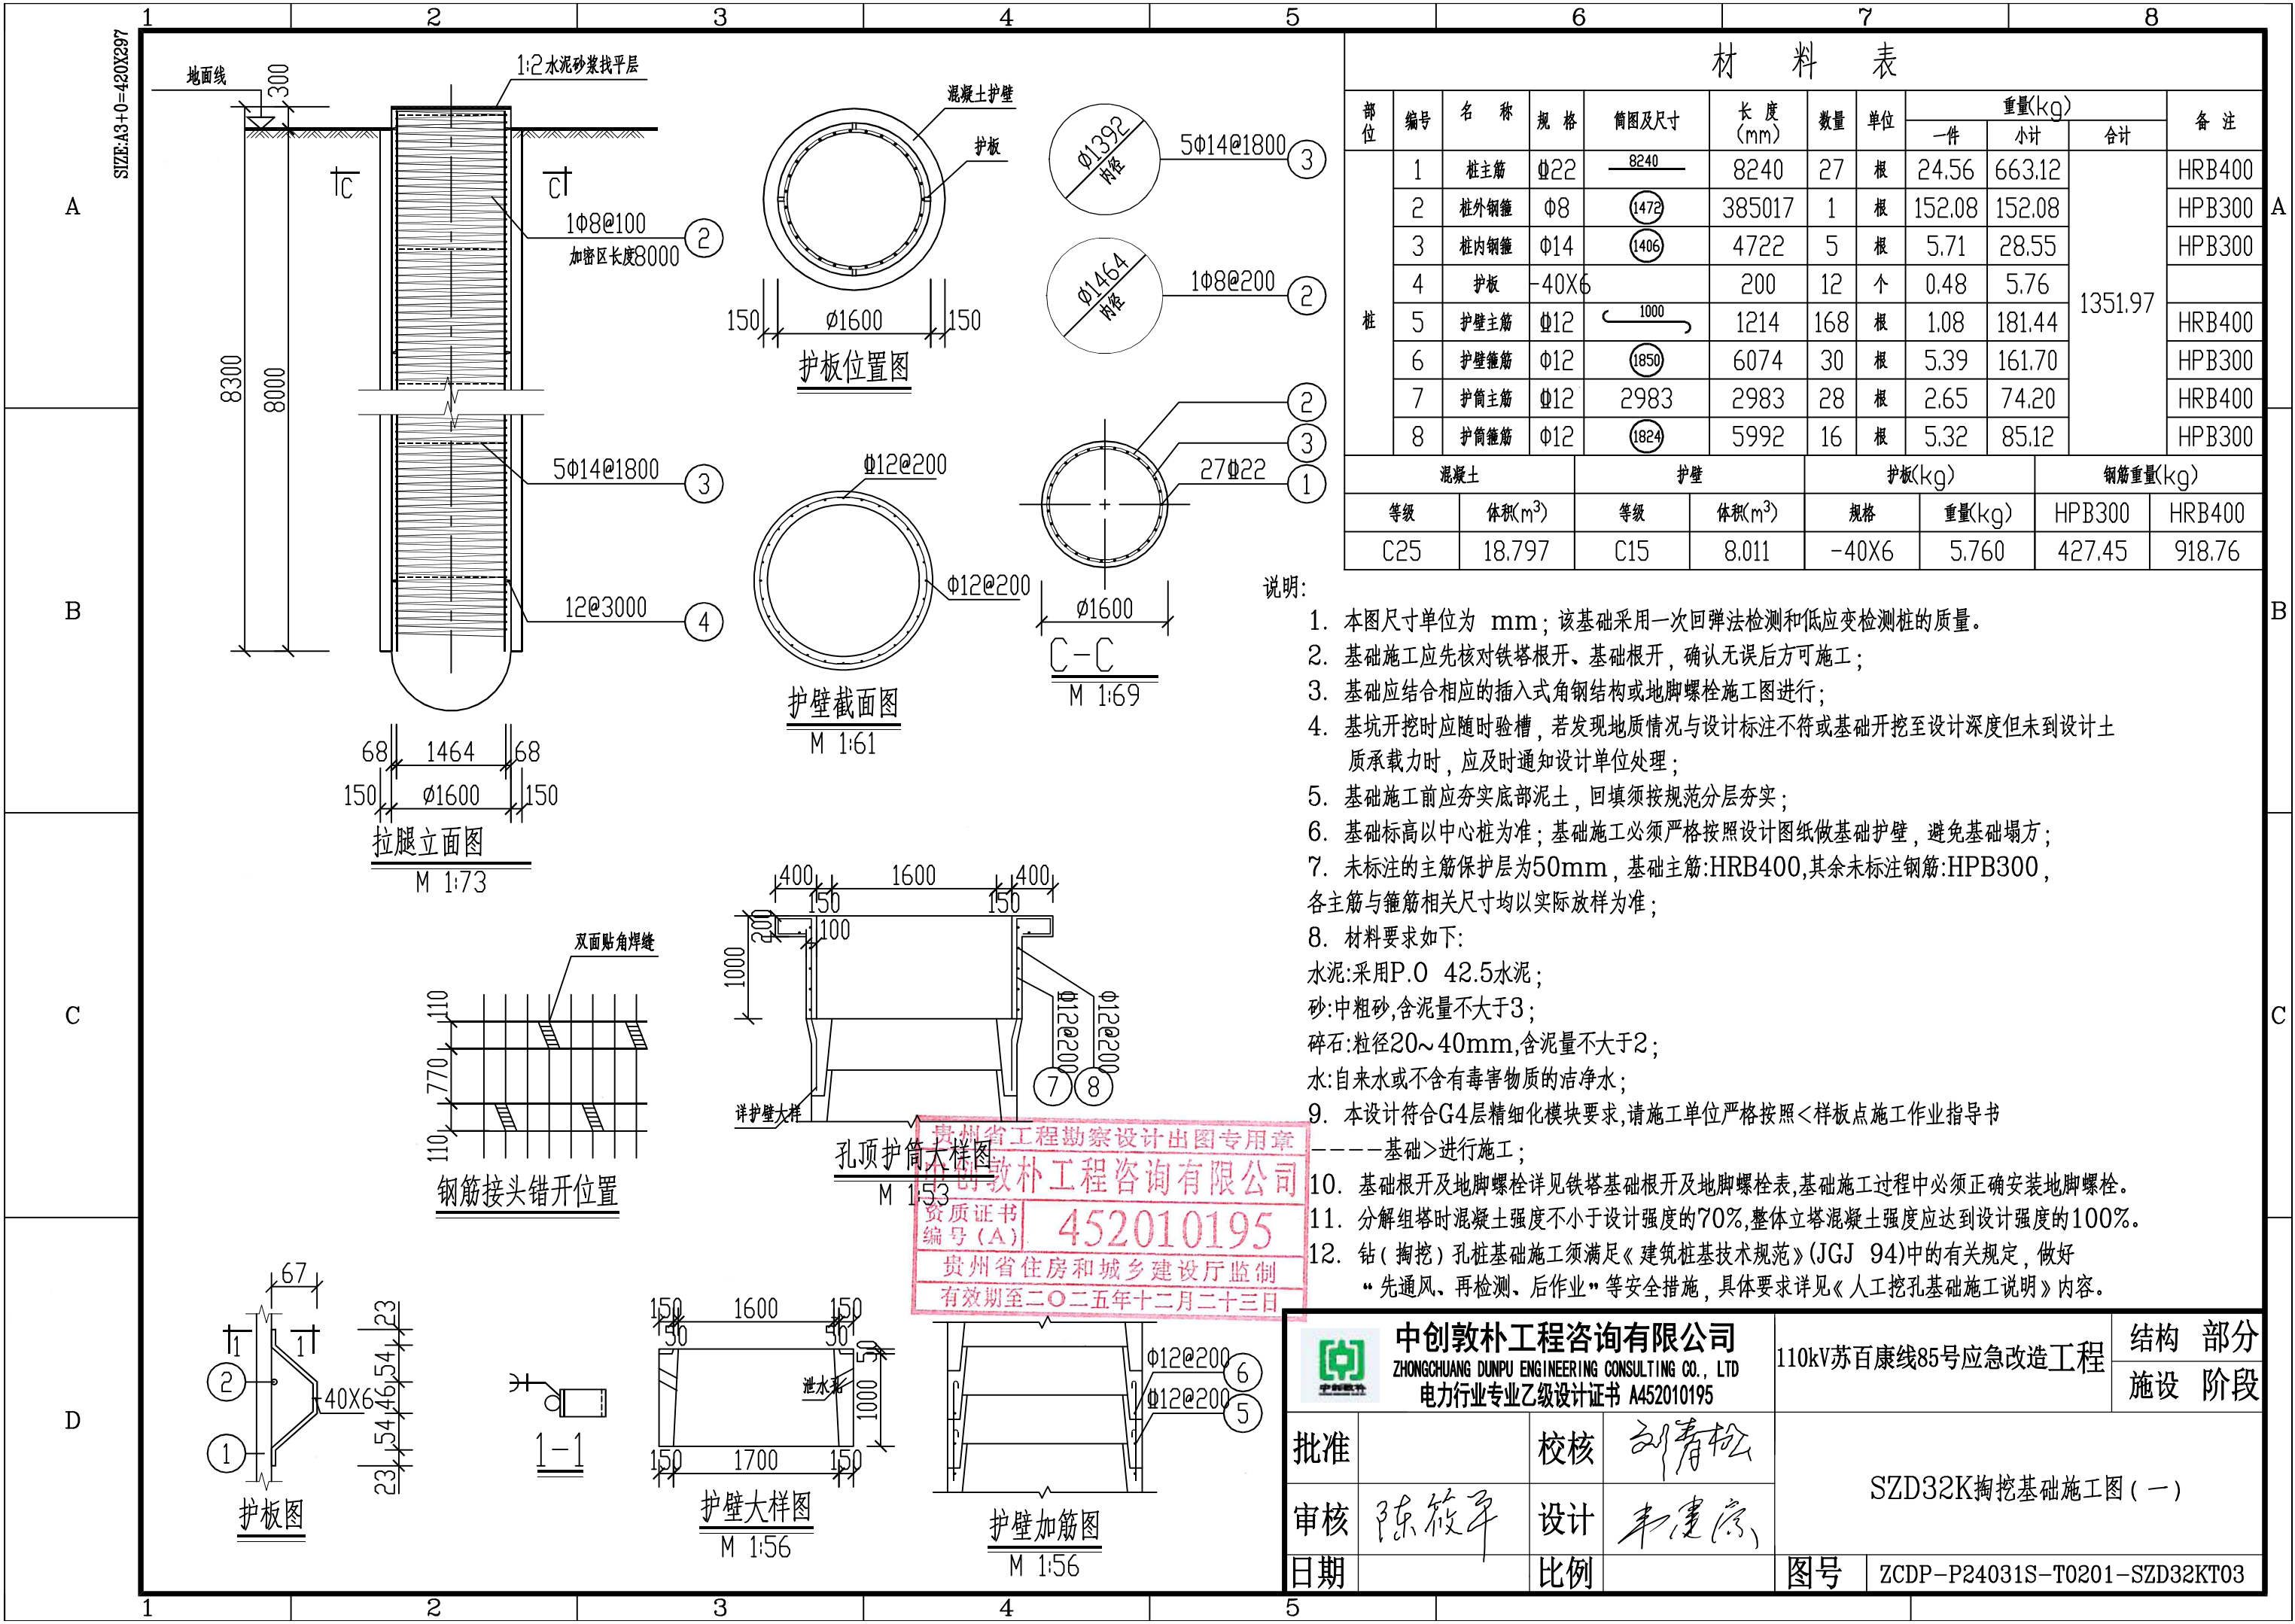 1 2 3 4 5 6 7 8
SIZE:A3+0=420X297
A
B
C
D
A
B
C
地面线
300
1:2水泥砂浆找平层
C
C
1Φ8@100
加密区长度8000
2
8300
8000
5Φ14@1800
3
12@3000
4
68 1464 68
150 Ø1600 150
拉腿立面图
M 1:73
混凝土护壁
护板
150 Ø1600 150
护板位置图
Ø1392
内径
5Φ14@1800
3
Ø1464
内径
1Φ8@200
2
Φ12@200
Φ12@200
护壁截面图
M 1:61
2
3
27Φ22
1
Ø1600
C-C
M 1:69
双面贴角焊缝
110
770
110
钢筋接头错开位置
400 1600 400
150 150
200
100
1000
Φ12@200
Φ12@200
7
8
详护壁大样
孔顶护筒大样图
M 1:53
67
1 1
2
1
-40X6
23
54
46
54
23
护板图
1-1
150 1600 150
50 50
50
泄水孔
1000
150 1700 150
护壁大样图
M 1:56
Φ12@200
6
Φ12@200
5
护壁加筋图
M 1:56
贵州省工程勘察设计出图专用章
中创敦朴工程咨询有限公司
资质证书
编号(A)
452010195
贵州省住房和城乡建设厅监制
有效期至二〇二五年十二月二十三日
材 料 表
部位 编号 名 称 规 格 简图及尺寸 长 度(mm) 数量 单位 重量(kg) 备 注
一件 小计 合计
桩
1 桩主筋 Φ22 8240 8240 27 根 24.56 663.12 HRB400
2 桩外钢箍 Φ8 1472 385017 1 根 152.08 152.08 HPB300
3 桩内钢箍 Φ14 1406 4722 5 根 5.71 28.55 HPB300
4 护板 -40X6 200 12 个 0.48 5.76
1351.97
5 护壁主筋 Φ12 1000 1214 168 根 1.08 181.44 HRB400
6 护壁箍筋 Φ12 1850 6074 30 根 5.39 161.70 HPB300
7 护筒主筋 Φ12 2983 2983 28 根 2.65 74.20 HRB400
8 护筒箍筋 Φ12 1824 5992 16 根 5.32 85.12 HPB300
混凝土 护壁 护板(kg) 钢筋重量(kg)
等级 体积(m³) 等级 体积(m³) 规格 重量(kg) HPB300 HRB400
C25 18.797 C15 8.011 -40X6 5.760 427.45 918.76
说明:
1. 本图尺寸单位为 mm；该基础采用一次回弹法检测和低应变检测桩的质量。
2. 基础施工应先核对铁塔根开、基础根开，确认无误后方可施工；
3. 基础应结合相应的插入式角钢结构或地脚螺栓施工图进行；
4. 基坑开挖时应随时验槽，若发现地质情况与设计标注不符或基础开挖至设计深度但未到设计土
质承载力时，应及时通知设计单位处理；
5. 基础施工前应夯实底部泥土，回填须按规范分层夯实；
6. 基础标高以中心桩为准；基础施工必须严格按照设计图纸做基础护壁，避免基础塌方；
7. 未标注的主筋保护层为50mm，基础主筋:HRB400,其余未标注钢筋:HPB300，
各主筋与箍筋相关尺寸均以实际放样为准；
8. 材料要求如下:
水泥:采用P.O 42.5水泥；
砂:中粗砂,含泥量不大于3；
碎石:粒径20~40mm,含泥量不大于2；
水:自来水或不含有毒害物质的洁净水；
9. 本设计符合G4层精细化模块要求,请施工单位严格按照<样板点施工作业指导书
----基础>进行施工；
10. 基础根开及地脚螺栓详见铁塔基础根开及地脚螺栓表,基础施工过程中必须正确安装地脚螺栓。
11. 分解组塔时混凝土强度不小于设计强度的70%,整体立塔混凝土强度应达到设计强度的100%。
12. 钻(掏挖)孔桩基础施工须满足《建筑桩基技术规范》(JGJ 94)中的有关规定，做好
“先通风、再检测、后作业”等安全措施，具体要求详见《人工挖孔基础施工说明》内容。
中创敦朴
中创敦朴工程咨询有限公司
ZHONGCHUANG DUNPU ENGINEERING CONSULTING CO., LTD
电力行业专业乙级设计证书 A452010195
110kV苏百康线85号应急改造工程
结构 部分
施设 阶段
批准
校核 刘青松
审核 陈筱平
设计
日期
比例
SZD32K掏挖基础施工图(一)
图号 ZCDP-P24031S-T0201-SZD32KT03
1 2 3 4 5